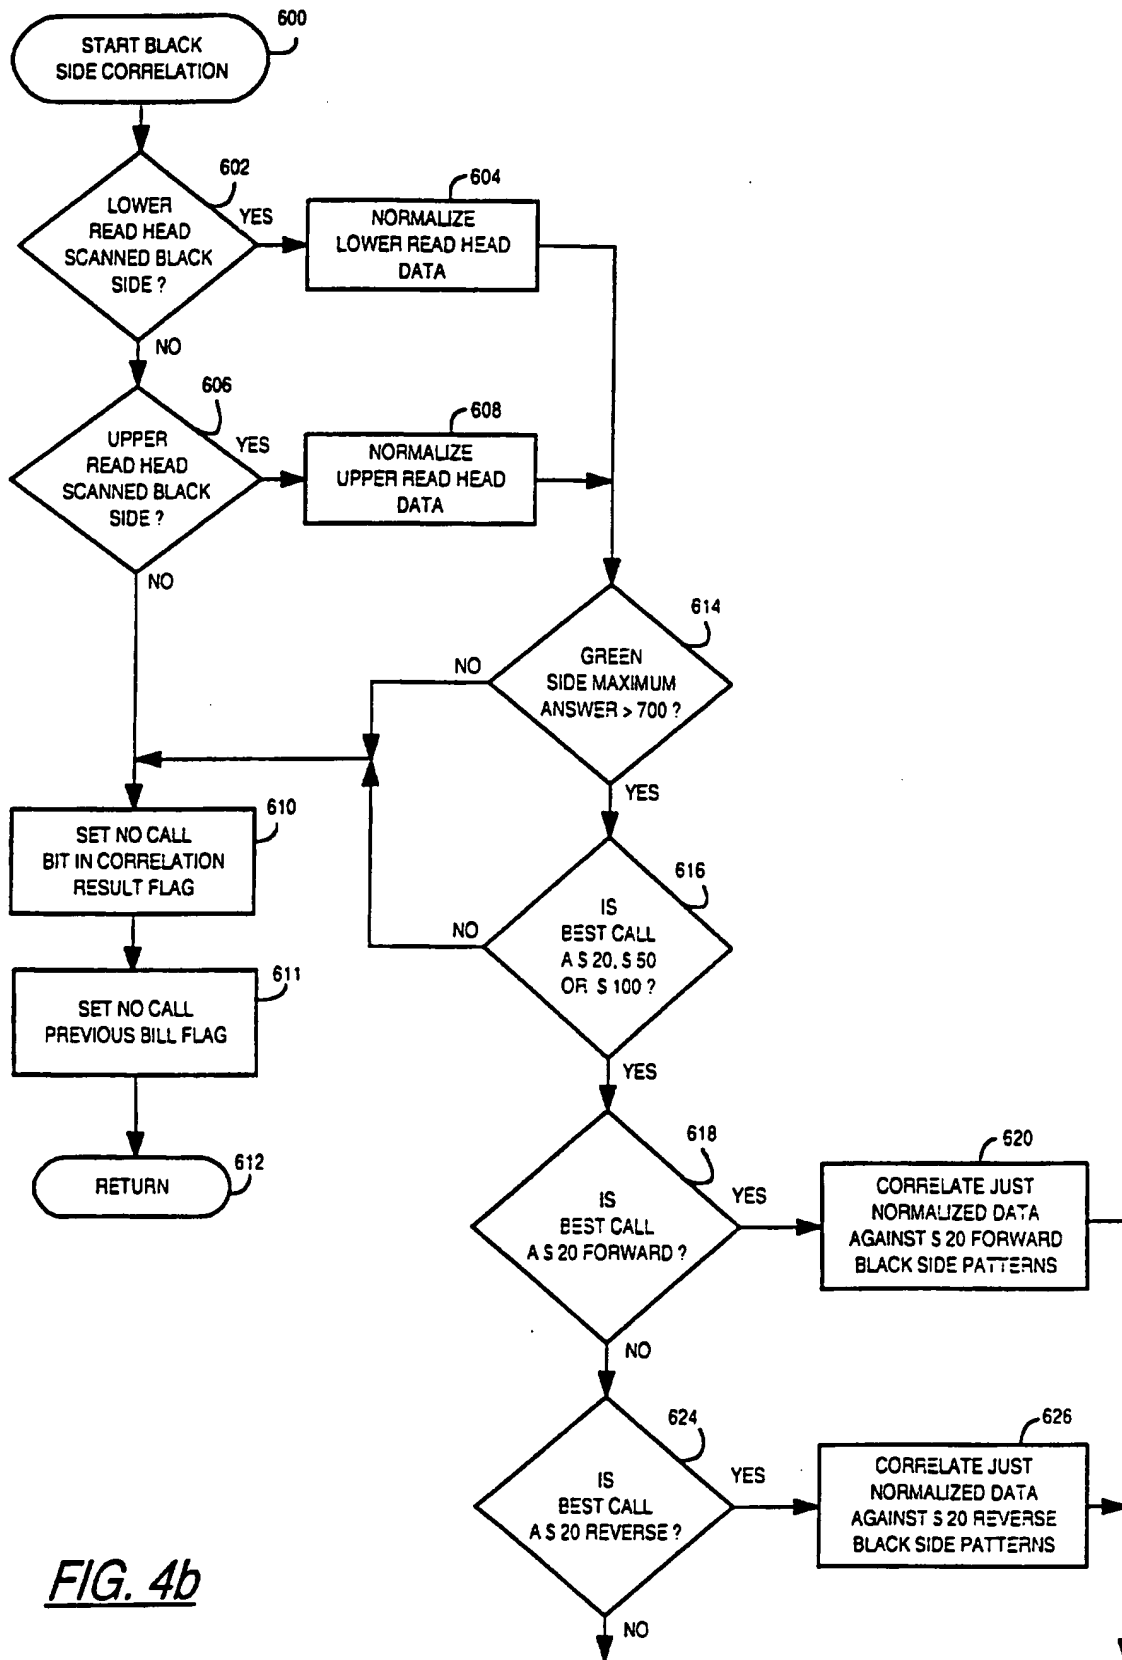 600
START BLACK
SIDE CORRELATION
602
LOWER
READ HEAD
SCANNED BLACK
SIDE ?
YES
604
NORMALIZE
LOWER READ HEAD
DATA
NO
606
UPPER
READ HEAD
SCANNED BLACK
SIDE ?
YES
608
NORMALIZE
UPPER READ HEAD
DATA
NO
614
GREEN
SIDE MAXIMUM
ANSWER > 700 ?
NO
YES
610
SET NO CALL
BIT IN CORRELATION
RESULT FLAG
616
IS
BEST CALL
A $ 20, $ 50
OR $ 100 ?
NO
YES
611
SET NO CALL
PREVIOUS BILL FLAG
612
RETURN
618
IS
BEST CALL
A $ 20 FORWARD ?
YES
620
CORRELATE JUST
NORMALIZED DATA
AGAINST $ 20 FORWARD
BLACK SIDE PATTERNS
NO
624
IS
BEST CALL
A $ 20 REVERSE ?
YES
626
CORRELATE JUST
NORMALIZED DATA
AGAINST $ 20 REVERSE
BLACK SIDE PATTERNS
NO
FIG. 4b